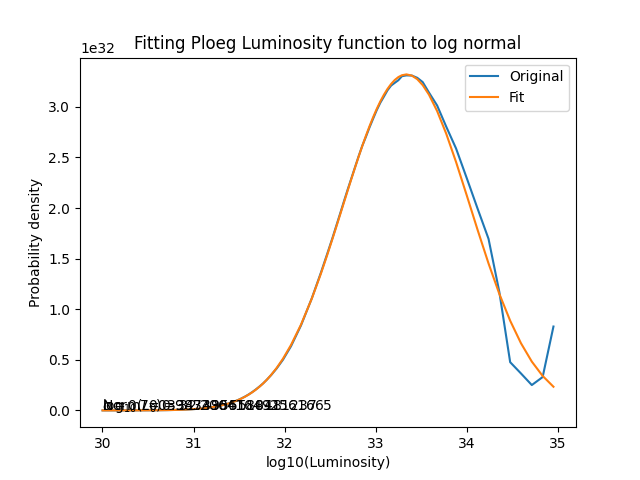 Fitting Ploeg Luminosity function to log normal
1e32
Original
Fit
3.0
2.5
2.0
1.5
1.0
0.5
0.0
Probability density
30
31
32
33
34
35
log10(Luminosity)